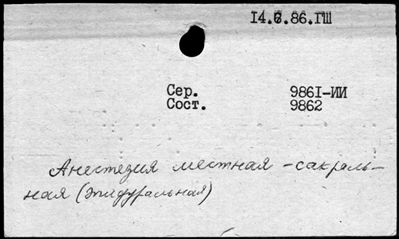 14.6.86.ГШ
Сер. 9861-ИИ
Сост. 9862
Анестезия местная - сакраль-
ная (эпидуральная)